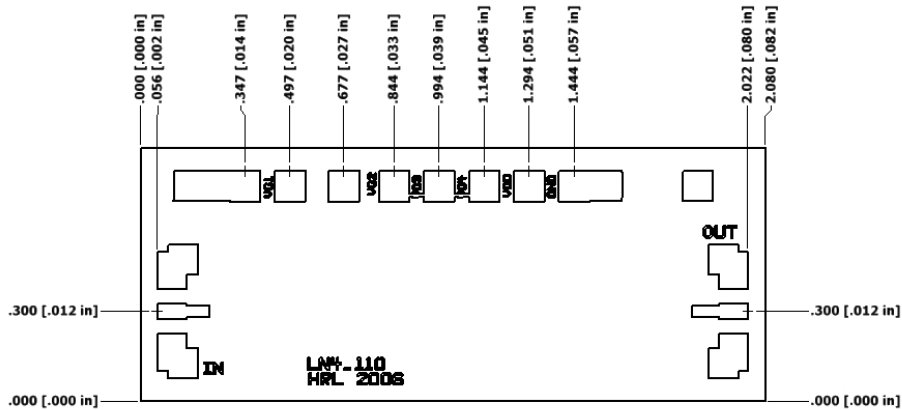 .000 [.000 in]
.056 [.002 in]
.347 [.014 in]
.497 [.020 in]
.677 [.027 in]
.844 [.033 in]
.994 [.039 in]
1.144 [.045 in]
1.294 [.051 in]
1.444 [.057 in]
2.022 [.080 in]
2.080 [.082 in]
VG1
VG2
VG3
VG4
VDD
GND
OUT
.300 [.012 in]
.300 [.012 in]
IN
LN4_110
HRL 2006
.000 [.000 in]
.000 [.000 in]